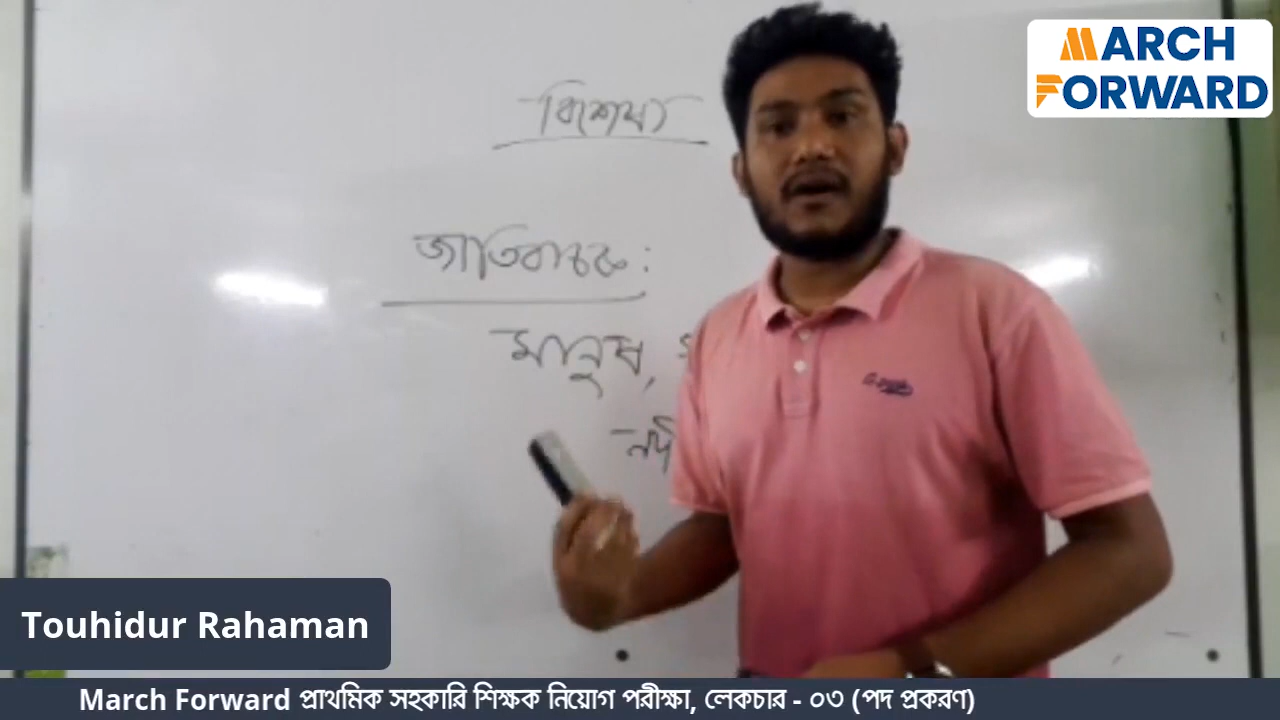 MARCH
FORWARD
বিশেষ্য
জাতিবাচক:
মানুষ,
নদী
Touhidur Rahaman
March Forward প্রাথমিক সহকারি শিক্ষক নিয়োগ পরীক্ষা, লেকচার - ০৩ (পদ প্রকরণ)